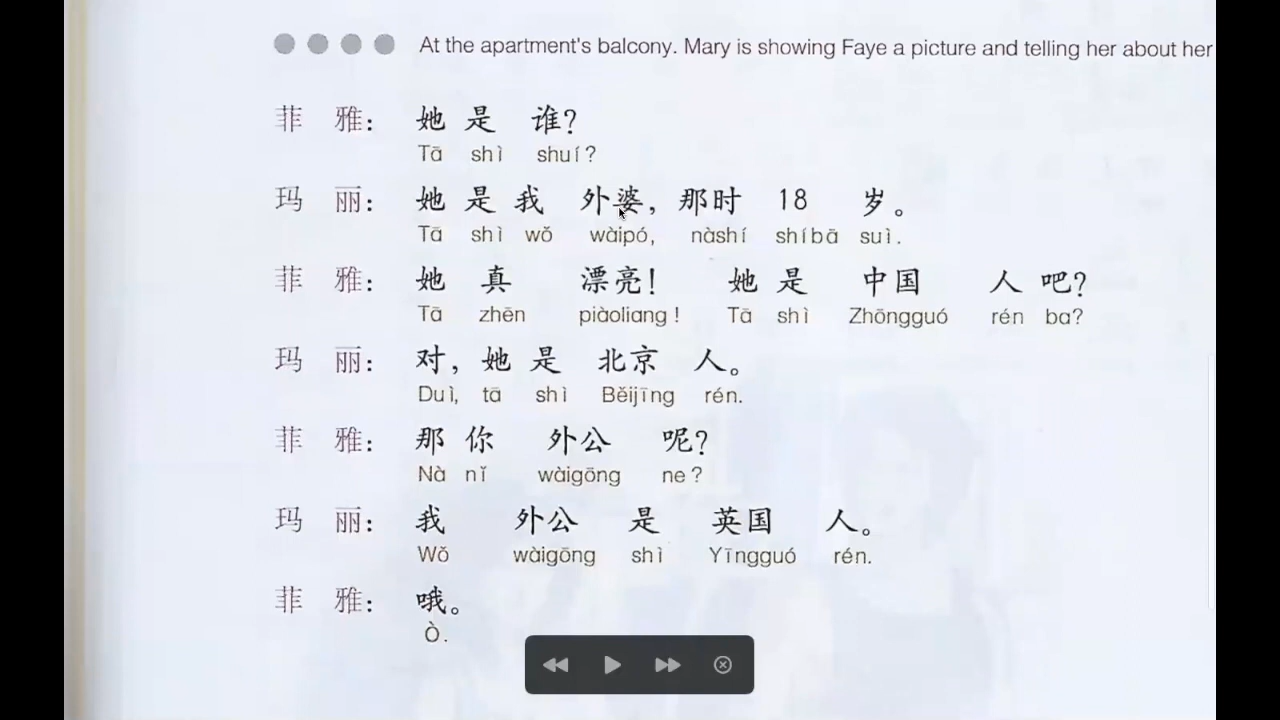 At the apartment's balcony. Mary is showing Faye a picture and telling her about her
菲 雅： 她 是 谁？
Tā shì shuí?
玛 丽： 她 是 我 外婆，那时 18 岁。
Tā shì wǒ wàipó, nàshí shíbā suì.
菲 雅： 她 真 漂亮！ 她 是 中国 人 吧？
Tā zhēn piàoliang! Tā shì Zhōngguó rén ba?
玛 丽： 对，她 是 北京 人。
Duì, tā shì Běijīng rén.
菲 雅： 那 你 外公 呢？
Nà nǐ wàigōng ne?
玛 丽： 我 外公 是 英国 人。
Wǒ wàigōng shì Yīngguó rén.
菲 雅： 哦。
Ò.